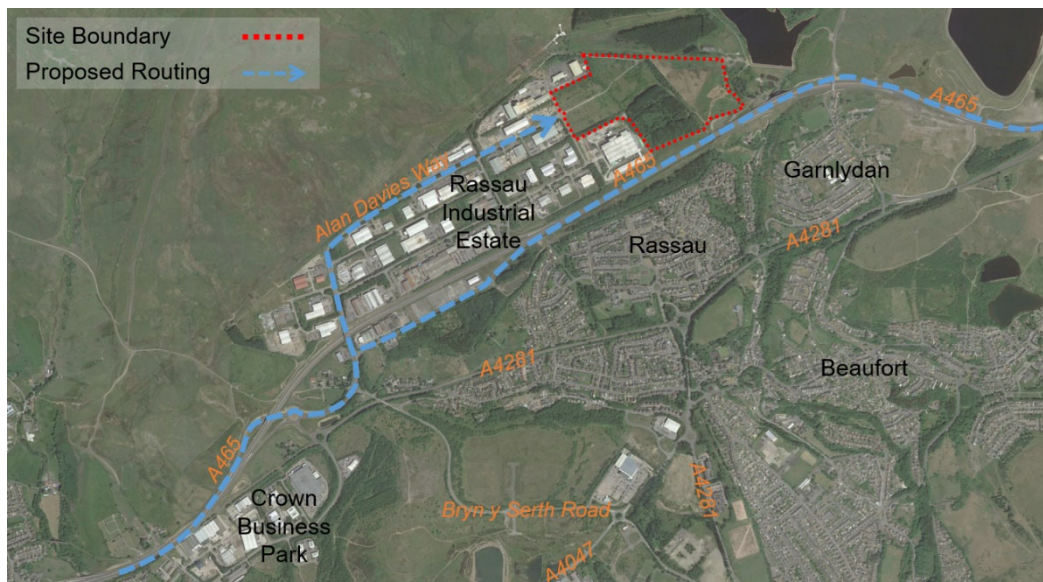 Site Boundary
Proposed Routing
A465
Garnlydan
Alan Davies Way
A465
Rassau
Industrial
Estate
Rassau
A4281
A4281
Beaufort
A465
Crown
Business
Park
Bryn y Serth Road
A4281
A4047